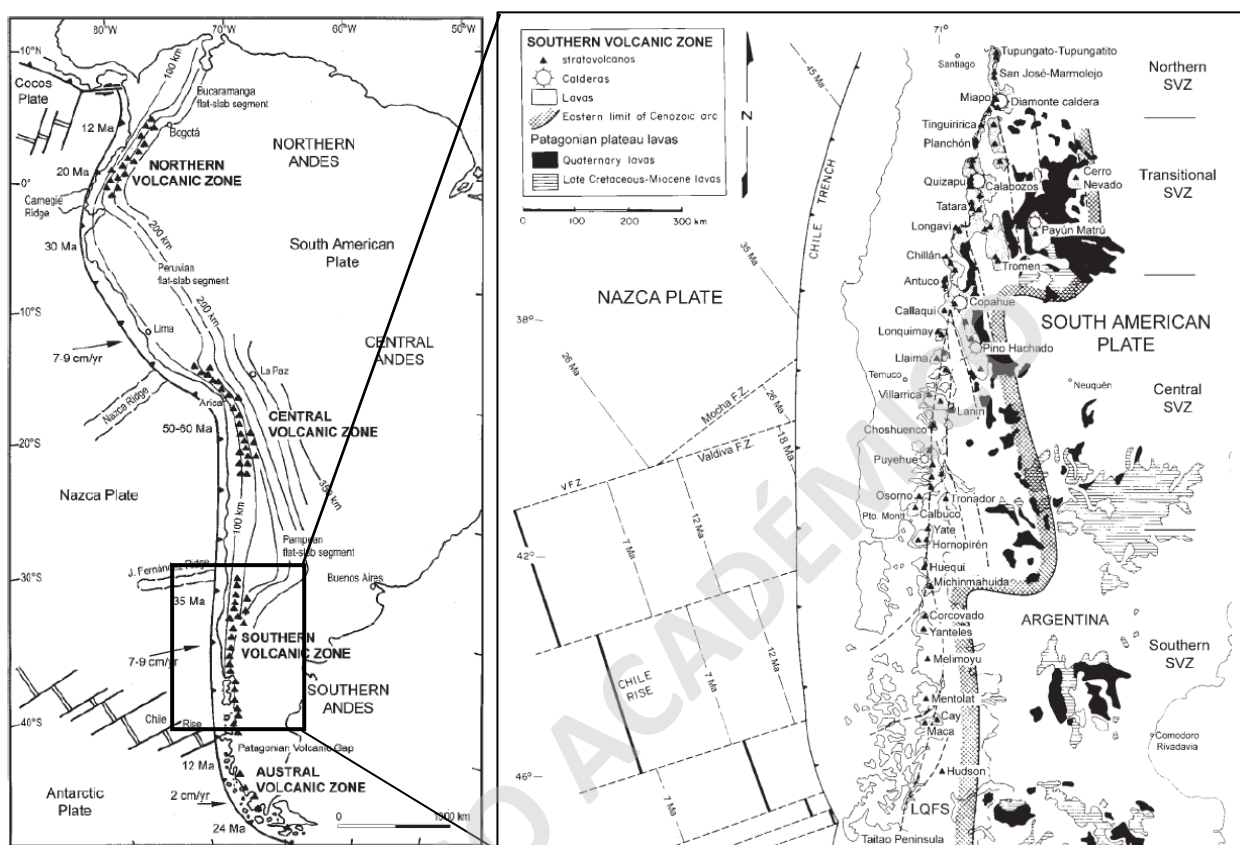 80°W
70°W
60°W
50°W
10°N
Cocos
Plate
100 km
Bucaramanga
flat-slab segment
12 Ma
Bogotá
NORTHERN
ANDES
20 Ma
NORTHERN
VOLCANIC ZONE
0°
Carnegie
Ridge
30 Ma
200 km
South American
Plate
Peruvian
flat-slab segment
10°S
200 km
Lima
CENTRAL
ANDES
7-9 cm/yr
La Paz
Nazca Ridge
Arica
CENTRAL
VOLCANIC ZONE
50-60 Ma
20°S
Nazca Plate
350 km
100 km
Pampean
flat-slab segment
J. Fernández Ridge
30°S
Buenos Aires
35 Ma
SOUTHERN
VOLCANIC ZONE
7-9 cm/yr
SOUTHERN
ANDES
40°S
Chile Rise
Patagonian Volcanic Gap
12 Ma
AUSTRAL
VOLCANIC ZONE
Antarctic
Plate
2 cm/yr
24 Ma
0
1000 km
SOUTHERN VOLCANIC ZONE
stratovolcanos
Calderas
Lavas
Eastern limit of Cenozoic arc
Patagonian plateau lavas
Quaternary lavas
Late Cretaceous-Miocene lavas
0 100 200 300 km
N
45 Ma
CHILE TRENCH
35 Ma
NAZCA PLATE
38°
26 Ma
Mocha F.Z.
26 Ma
Valdiva F.Z.
18 Ma
VFZ
12 Ma
7 Ma
42°
CHILE
RISE
7 Ma
12 Ma
46°
7 Ma
71°
Santiago
Tupungato-Tupungatito
San José-Marmolejo
Northern
SVZ
Miapo
Diamonte caldera
Tinguiririca
Planchón
Transitional
SVZ
Quizapu
Calabozos
Cerro
Nevado
Tatara
Longaví
Payún Matrú
Chillán
Tromen
Antuco
Copahue
Callaqui
SOUTH AMERICAN
PLATE
Lonquimay
Pino Hachado
Llaima
Temuco
Neuquén
Central
SVZ
Villarrica
Lanin
Choshuenco
Puyehue
Osorno
Tronador
Pto. Montt
Calbuco
Yate
Hornopirén
Huequi
Michinmahuida
Corcovado
ARGENTINA
Yanteles
Southern
SVZ
Melimoyu
Mentolat
Cay
Maca
Comodoro
Rivadavia
Hudson
LQFS
Taitao Peninsula
O ACADÉMICO